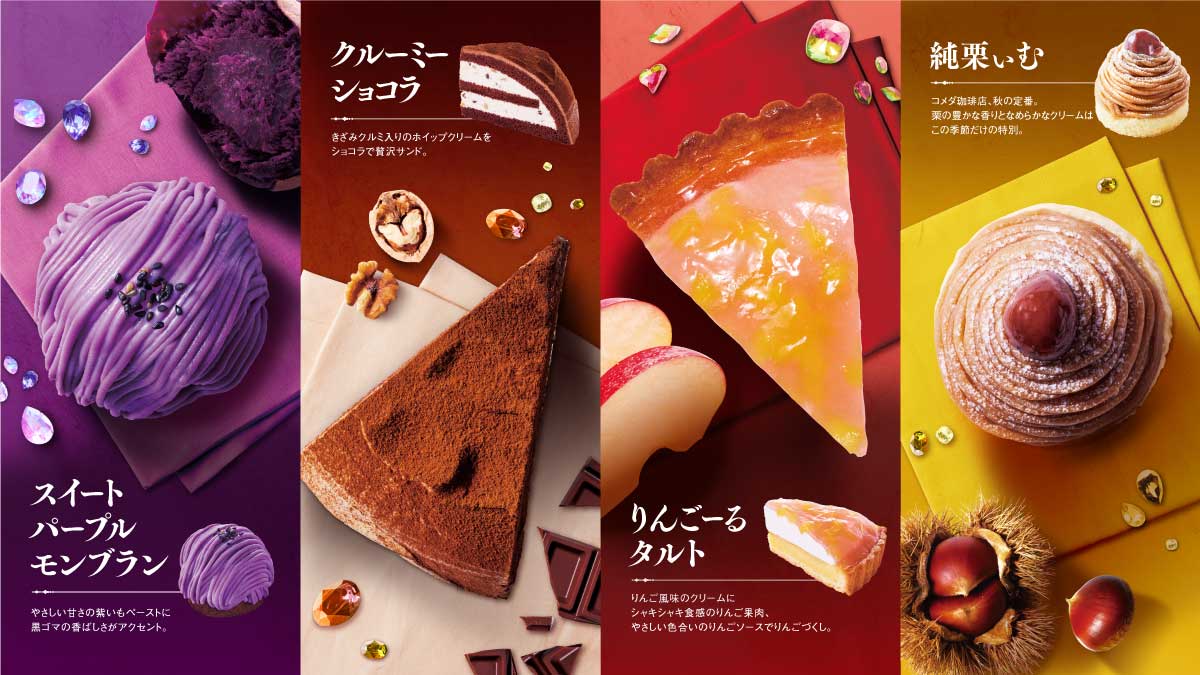 スイート
パープル
モンブラン
やさしい甘さの紫いもペーストに
黒ゴマの香ばしさがアクセント。
クルーミー
ショコラ
きざみクルミ入りのホイップクリームを
ショコラで贅沢サンド。
りんごーる
タルト
りんご風味のクリームに
シャキシャキ食感のりんご果肉、
やさしい色合いのりんごソースでりんごづくし。
純栗ぃむ
コメダ珈琲店、秋の定番。
栗の豊かな香りとなめらかなクリームは
この季節だけの特別。